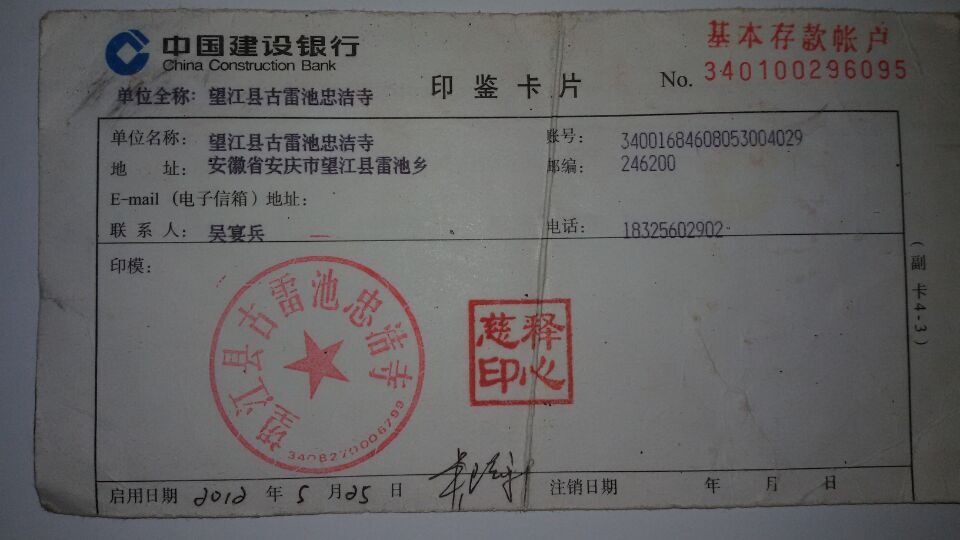 中国建设银行
China Construction Bank
基本存款帐户
印鉴卡片
No. 340100296095
单位全称: 望江县古雷池忠洁寺
单位名称: 望江县古雷池忠洁寺
账号: 34001684608053004029
地 址: 安徽省安庆市望江县雷池乡
邮编: 246200
E-mail (电子信箱) 地址:
联系人: 吴宴兵
电话: 18325602902
印模:
望江县古雷池忠洁寺
3408270006799
释心慈印
(副卡4-3)
启用日期 2012 年 5 月 25 日
注销日期 年 月 日